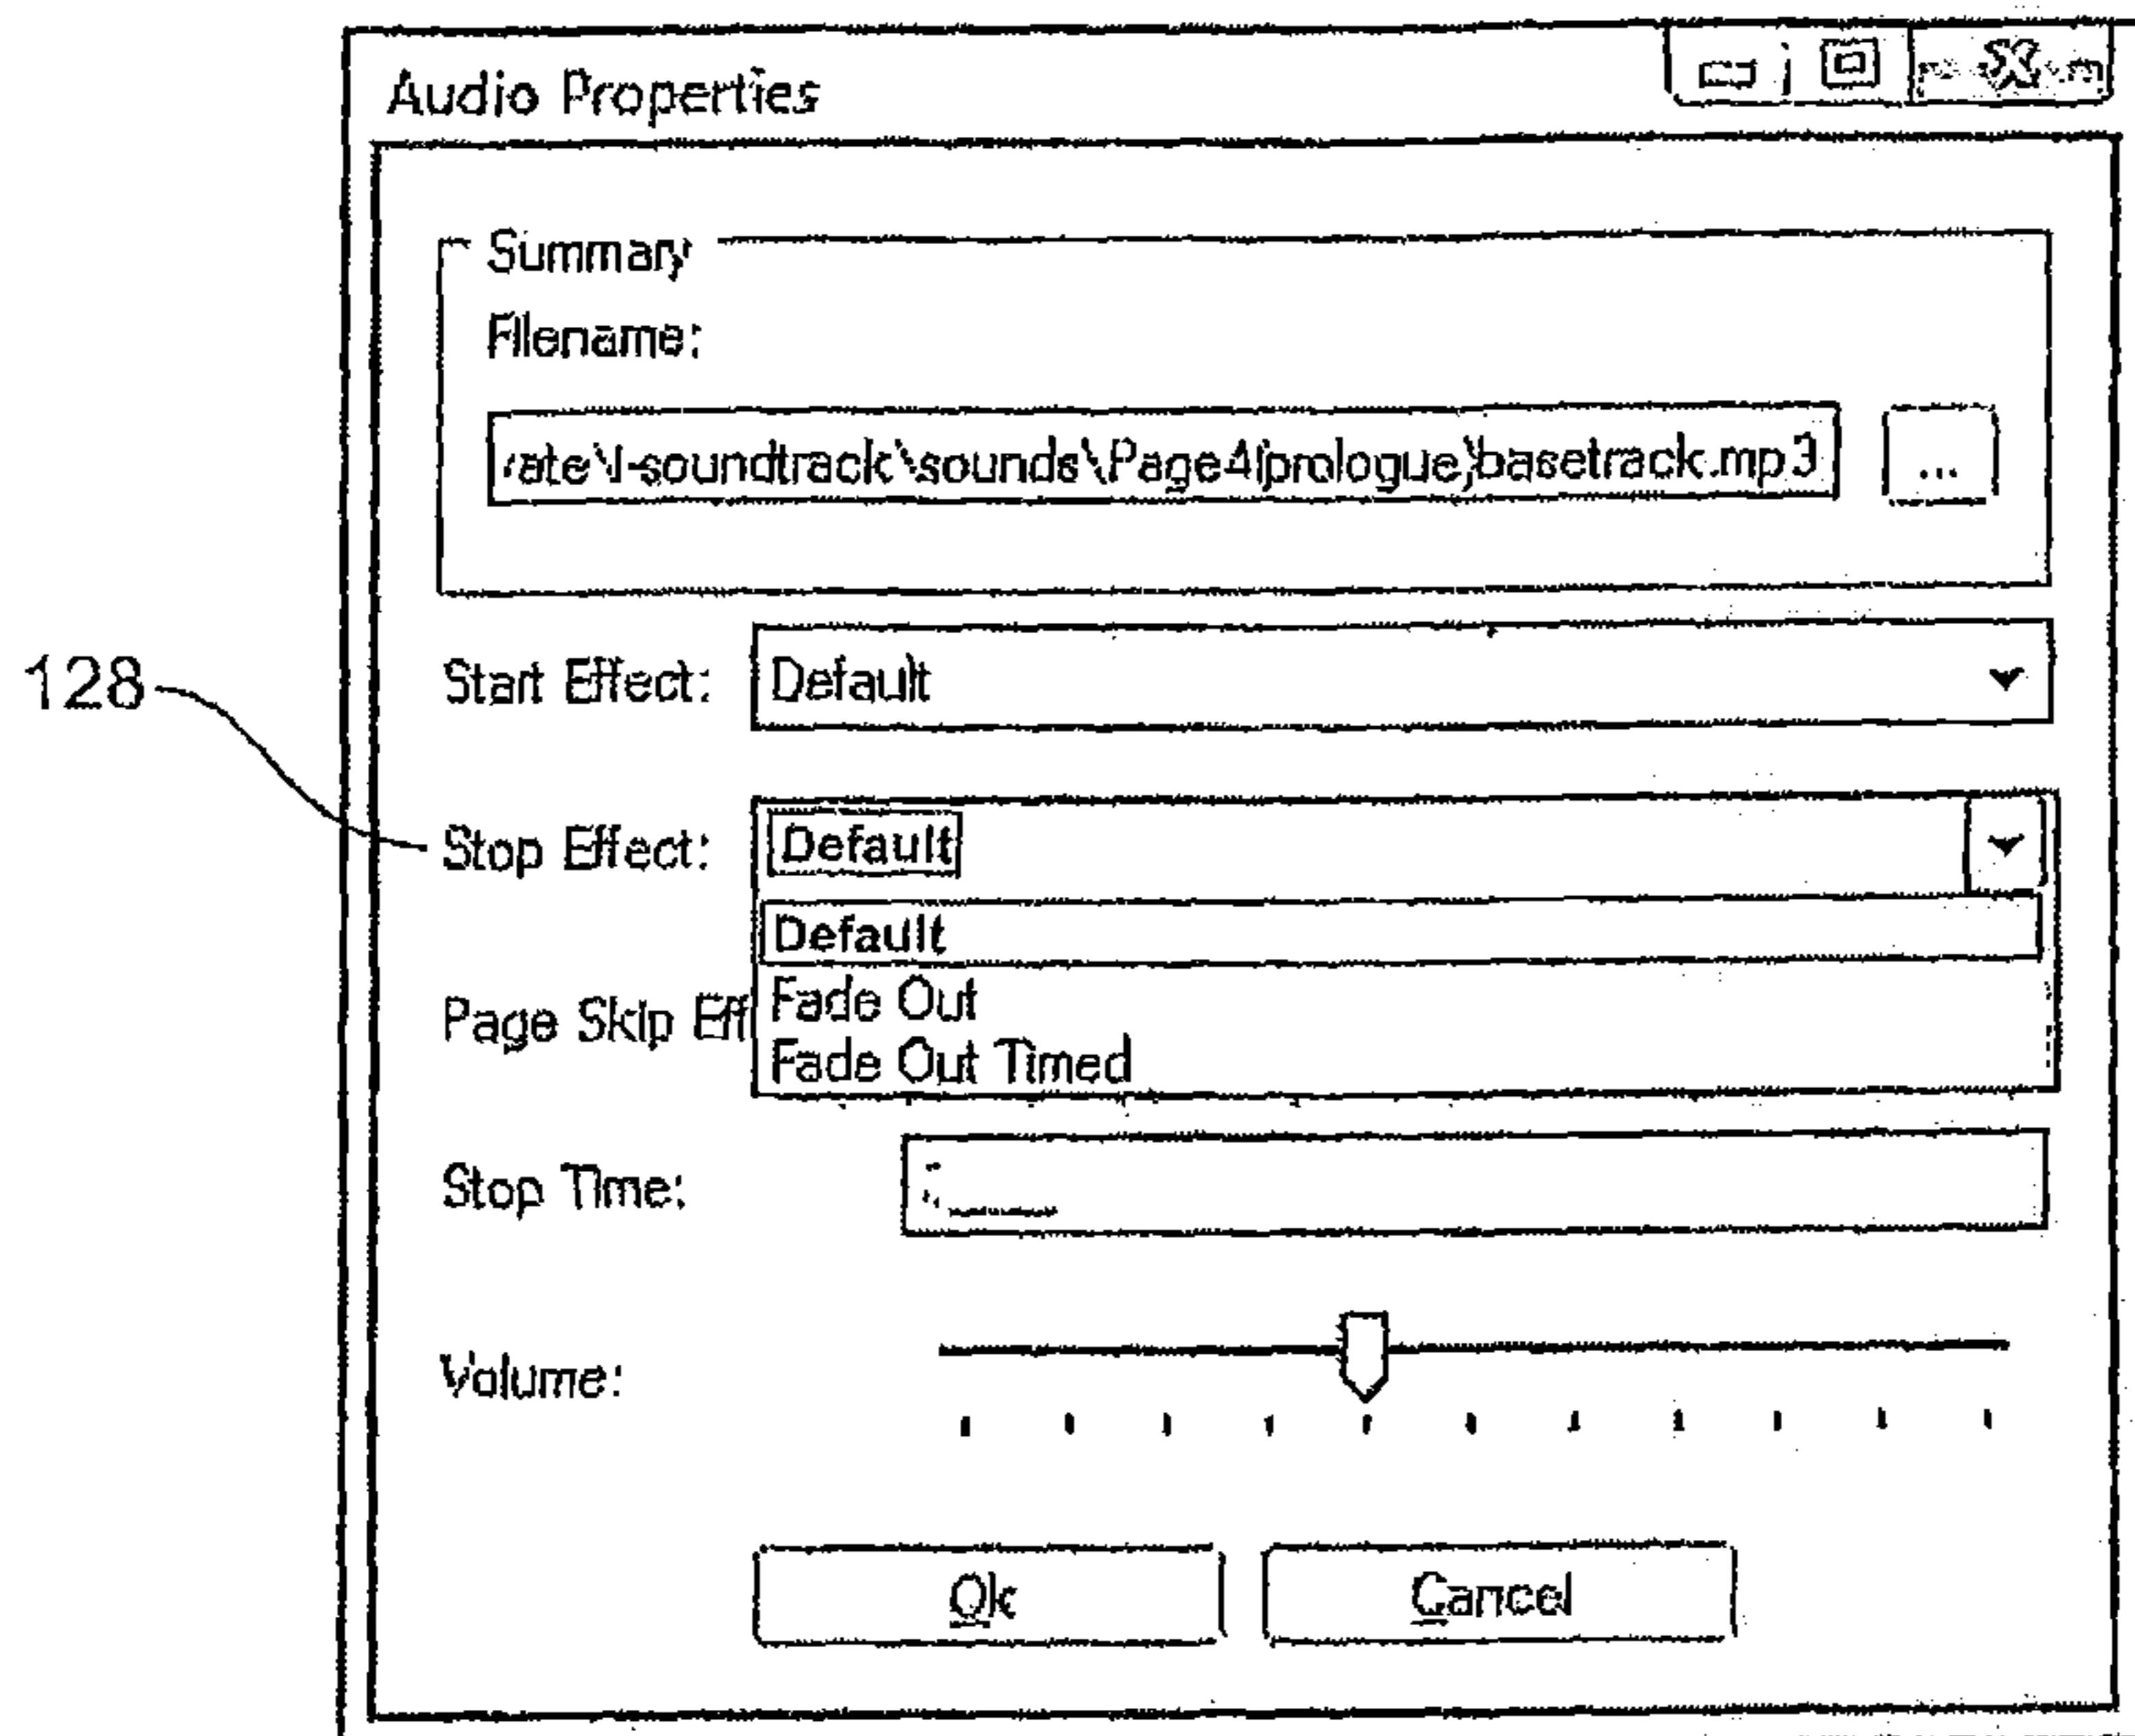 Audio Properties
Summary
Filename:
rate\I-soundtrack\sounds\Page4(prologue)basetrack.mp3
...
Start Effect: Default
128
Stop Effect: Default
Default
Page Skip Eff
Fade Out
Fade Out Timed
Stop Time:
Volume:
Ok Cancel